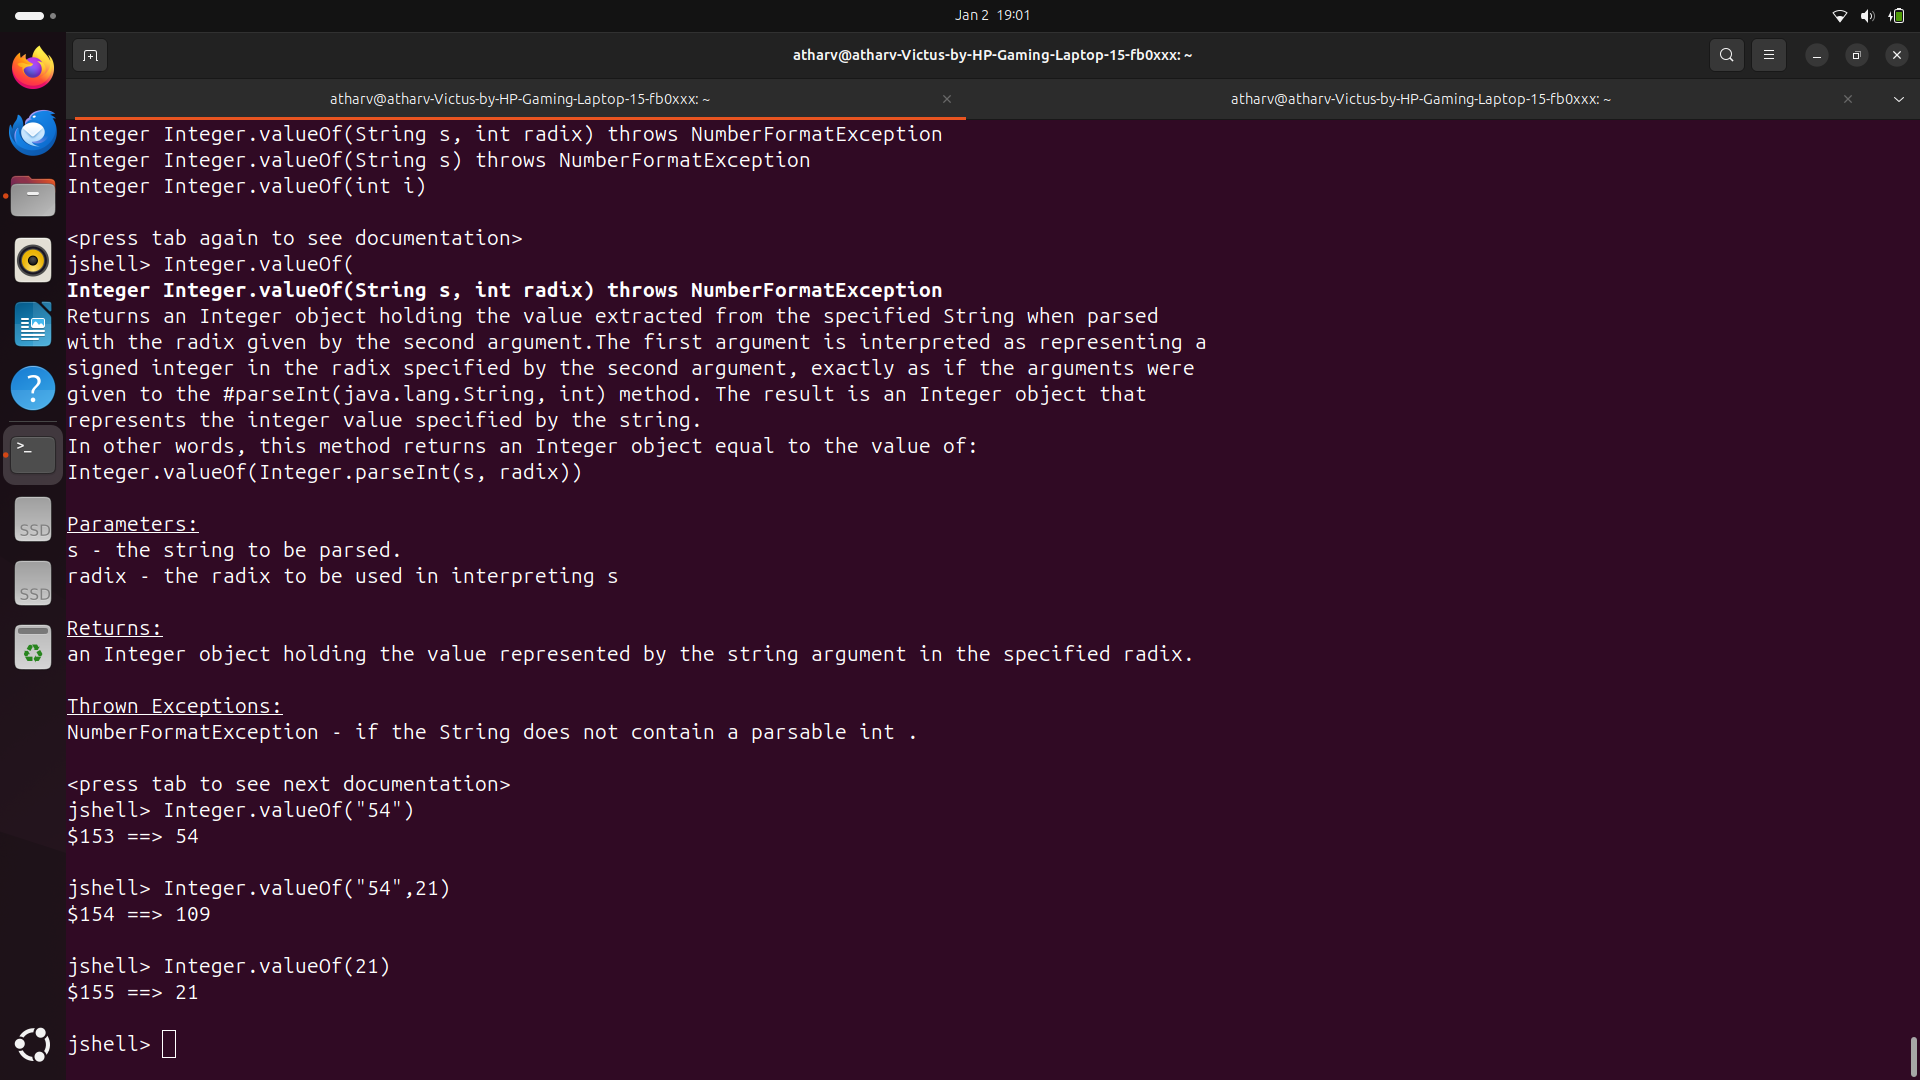 Jan 2 19:01
atharv@atharv-Victus-by-HP-Gaming-Laptop-15-fb0xxx: ~
atharv@atharv-Victus-by-HP-Gaming-Laptop-15-fb0xxx: ~
atharv@atharv-Victus-by-HP-Gaming-Laptop-15-fb0xxx: ~
Integer Integer.valueOf(String s, int radix) throws NumberFormatException
Integer Integer.valueOf(String s) throws NumberFormatException
Integer Integer.valueOf(int i)
<press tab again to see documentation>
jshell> Integer.valueOf(
Integer Integer.valueOf(String s, int radix) throws NumberFormatException
Returns an Integer object holding the value extracted from the specified String when parsed
with the radix given by the second argument.The first argument is interpreted as representing a
signed integer in the radix specified by the second argument, exactly as if the arguments were
given to the #parseInt(java.lang.String, int) method. The result is an Integer object that
represents the integer value specified by the string.
In other words, this method returns an Integer object equal to the value of:
Integer.valueOf(Integer.parseInt(s, radix))
Parameters:
s - the string to be parsed.
radix - the radix to be used in interpreting s
Returns:
an Integer object holding the value represented by the string argument in the specified radix.
Thrown Exceptions:
NumberFormatException - if the String does not contain a parsable int .
<press tab to see next documentation>
jshell> Integer.valueOf("54")
$153 ==> 54
jshell> Integer.valueOf("54",21)
$154 ==> 109
jshell> Integer.valueOf(21)
$155 ==> 21
jshell>
SSD
SSD